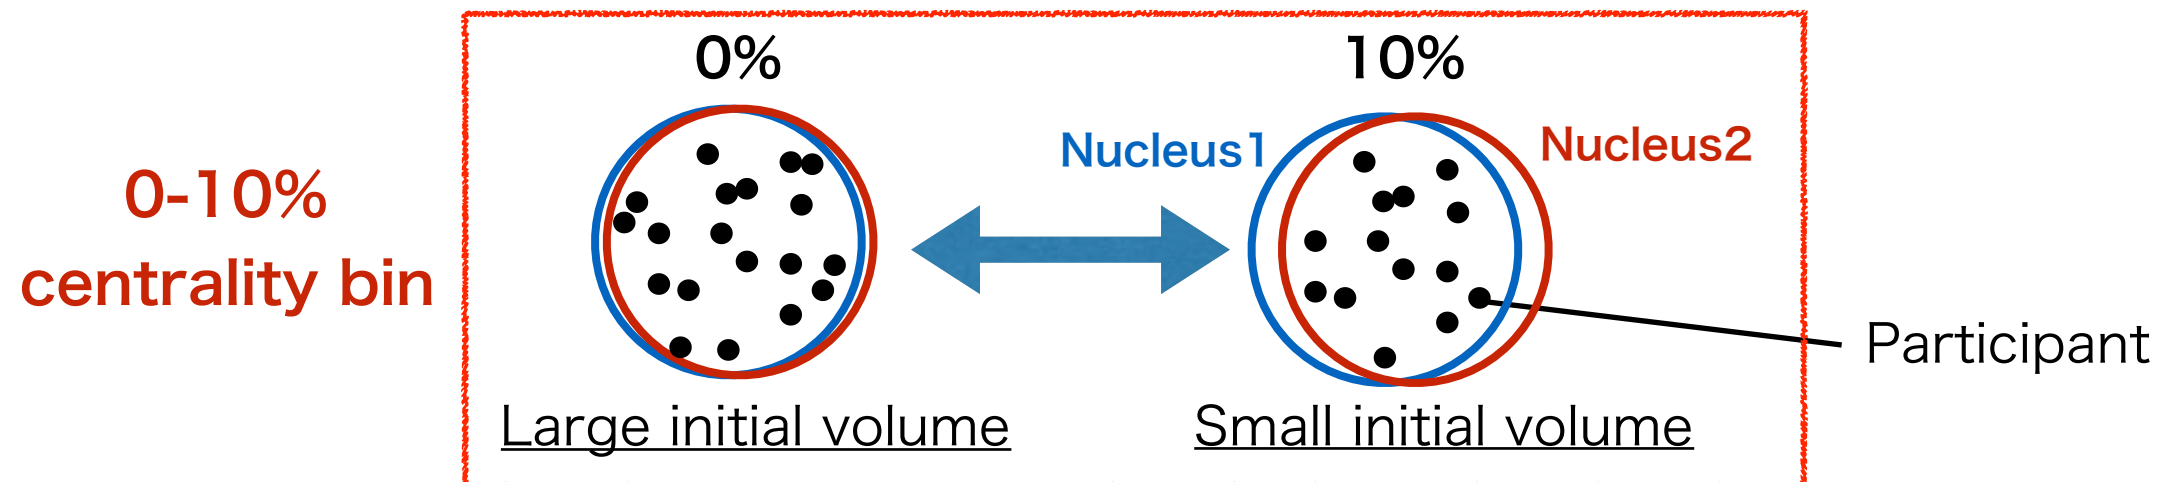 0%
10%
Nucleus1
Nucleus2
0-10%
centrality bin
Participant
Large initial volume
Small initial volume